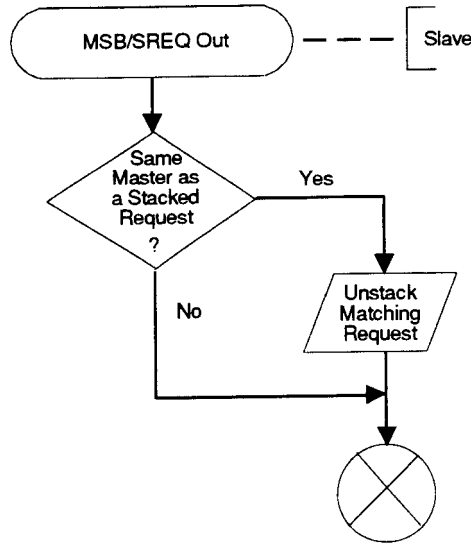 MSB/SREQ Out
Slave
Same
Master as
a Stacked
Request
?
Yes
No
Unstack
Matching
Request